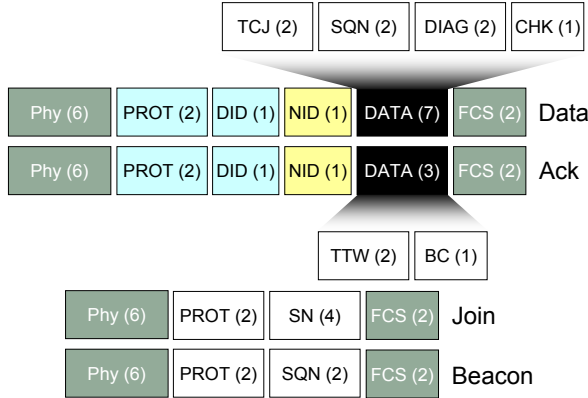 TCJ (2) SQN (2) DIAG (2) CHK (1)
Phy (6) PROT (2) DID (1) NID (1) DATA (7) FCS (2) Data
Phy (6) PROT (2) DID (1) NID (1) DATA (3) FCS (2) Ack
TTW (2) BC (1)
Phy (6) PROT (2) SN (4) FCS (2) Join
Phy (6) PROT (2) SQN (2) FCS (2) Beacon